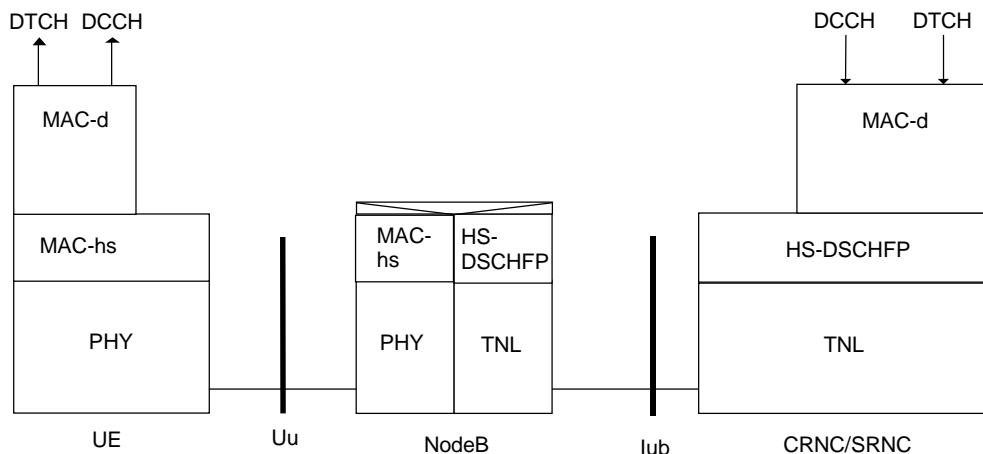 DTCH DCCH
DCCH DTCH
MAC-d
MAC-d
MAC-hs
MAC-
hs
HS-
DSCHFP
HS-DSCHFP
PHY
PHY
TNL
TNL
UE
Uu
NodeB
Iub
CRNC/SRNC